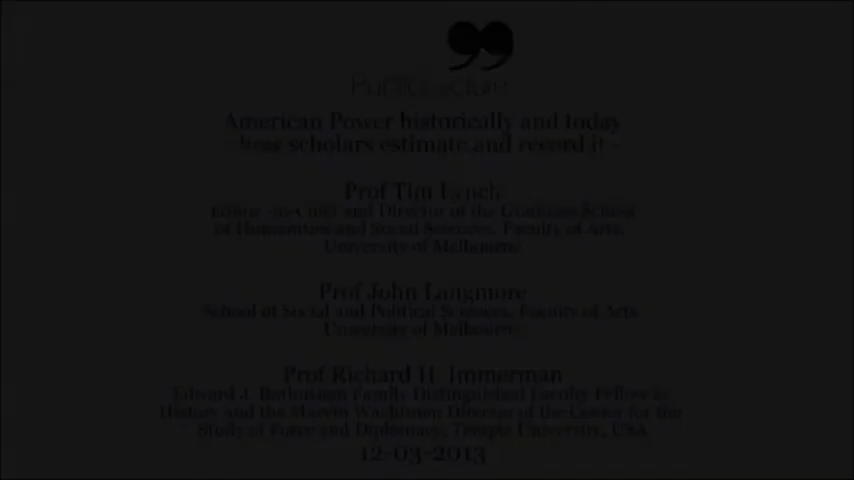 Public Lecture
American Power historically and today
- how scholars estimate and record it -
Prof Tim Lynch
Editor -in-Chief and Director of the Graduate School
of Humanities and Social Sciences, Faculty of Arts,
University of Melbourne
Prof John Langmore
School of Social and Political Sciences, Faculty of Arts
University of Melbourne
Prof Richard H. Immerman
Edward J. Buthusiem Family Distinguished Faculty Fellow in
History and the Marvin Wachman Director of the Center for the
Study of Force and Diplomacy, Temple University, USA
12-03-2013